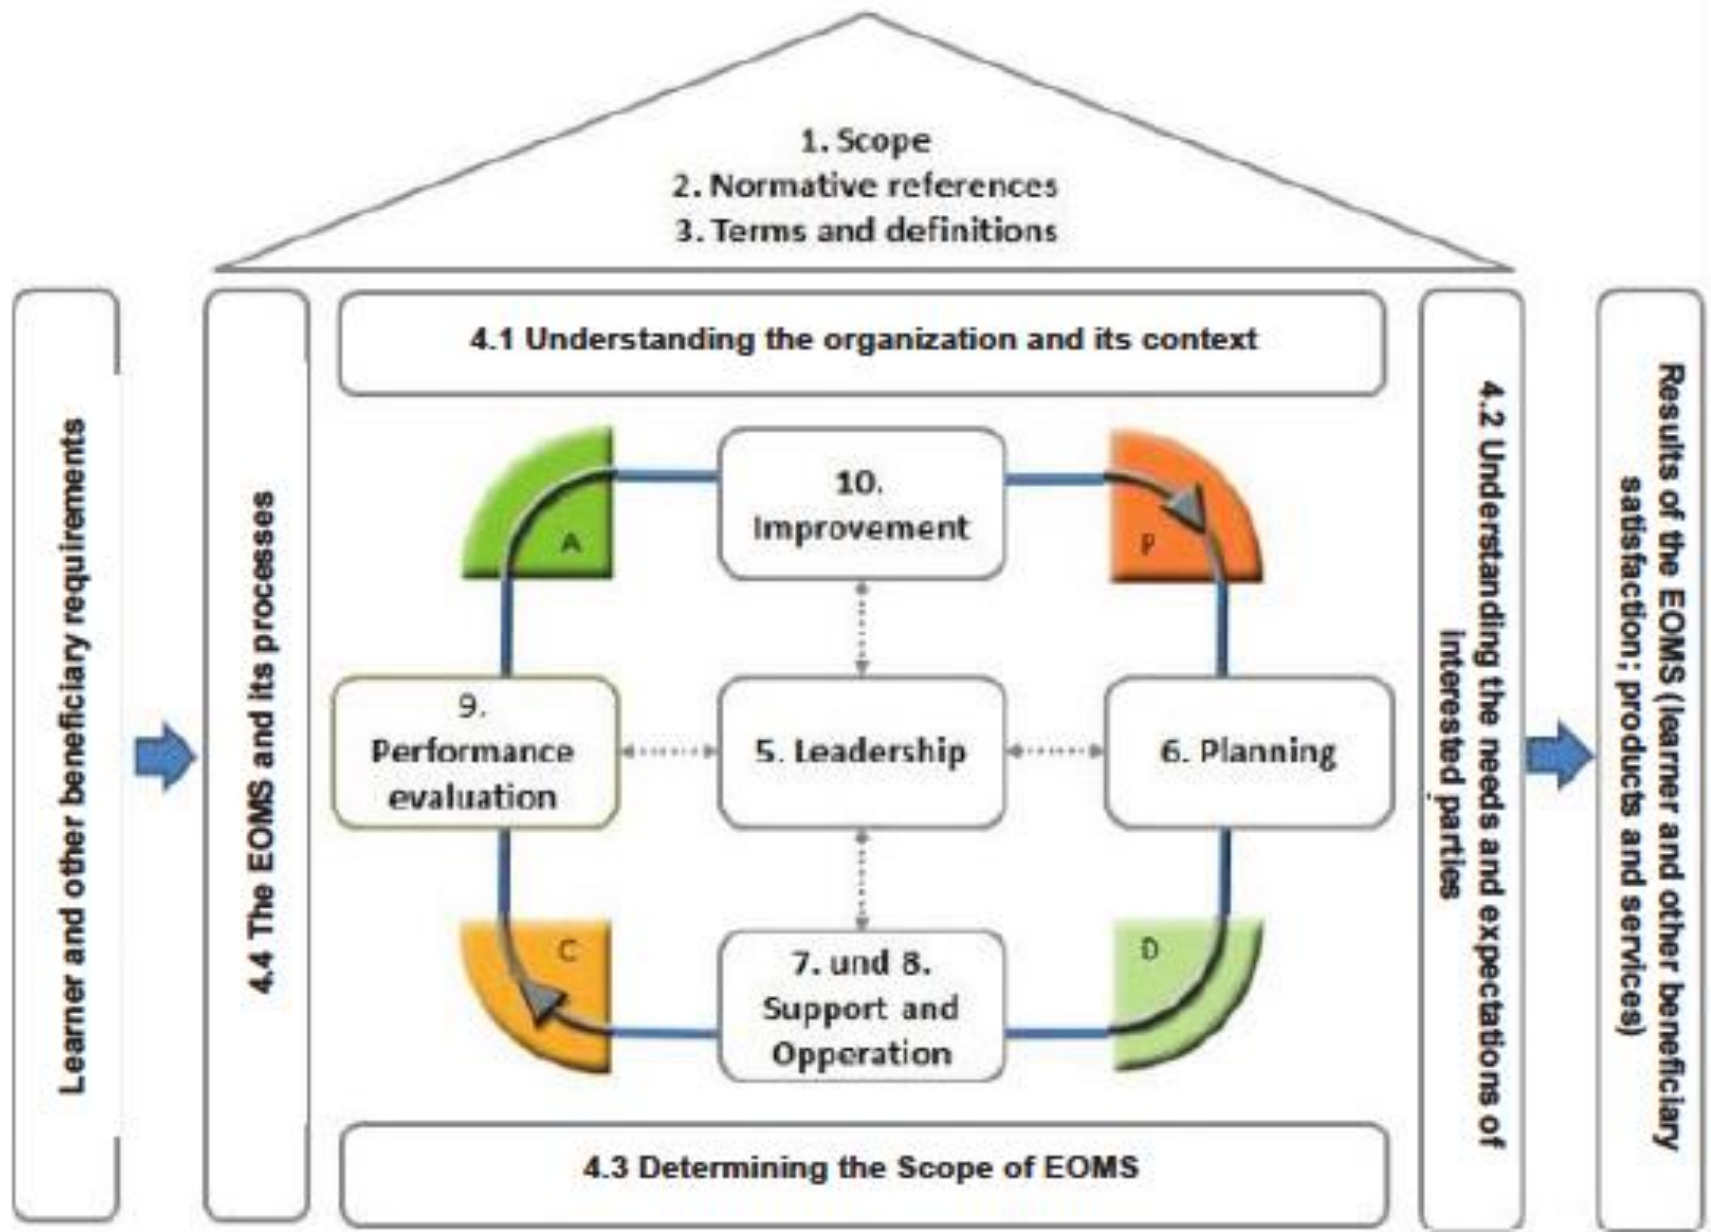 1. Scope
2. Normative references
3. Terms and definitions
Learner and other beneficiary requirements
4.4 The EOMS and its processes
4.1 Understanding the organization and its context
A
10.
Improvement
P
9.
Performance
evaluation
5. Leadership
6. Planning
C
7. und 8.
Support and
Opperation
D
4.3 Determining the Scope of EOMS
4.2 Understanding the needs and expectations of
interested parties
Results of the EOMS (learner and other beneficiary
satisfaction; products and services)